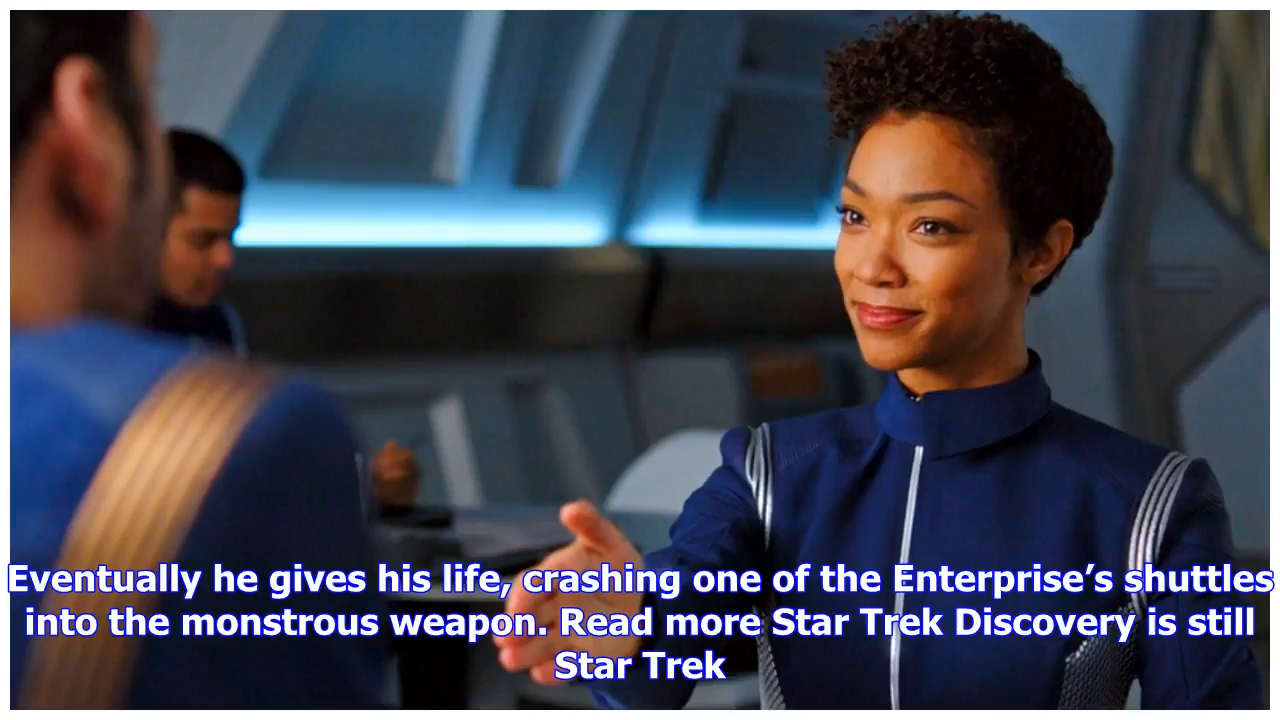 Eventually he gives his life, crashing one of the Enterprise’s shuttles
into the monstrous weapon. Read more Star Trek Discovery is still
Star Trek